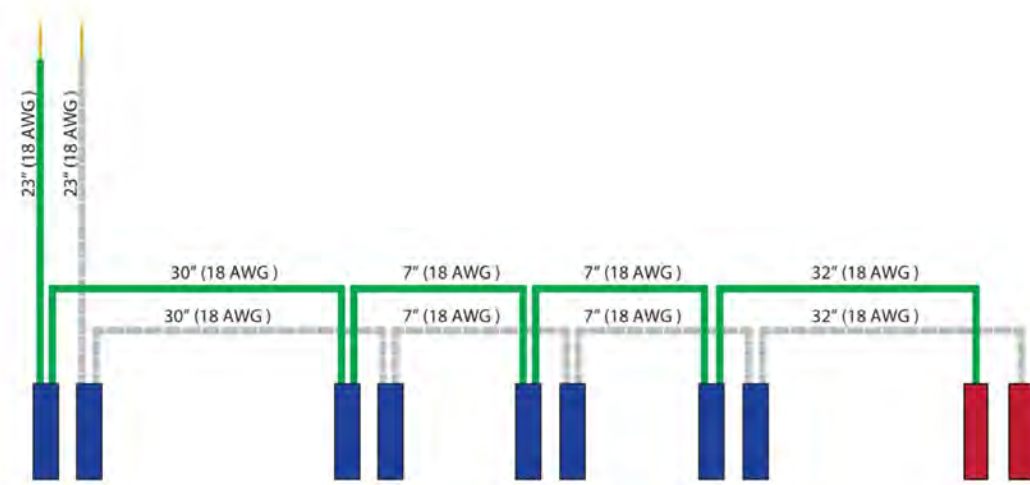 23" (18 AWG )
23" (18 AWG )
30" (18 AWG )
7" (18 AWG )
7" (18 AWG )
32" (18 AWG )
30" (18 AWG )
7" (18 AWG )
7" (18 AWG )
32" (18 AWG )